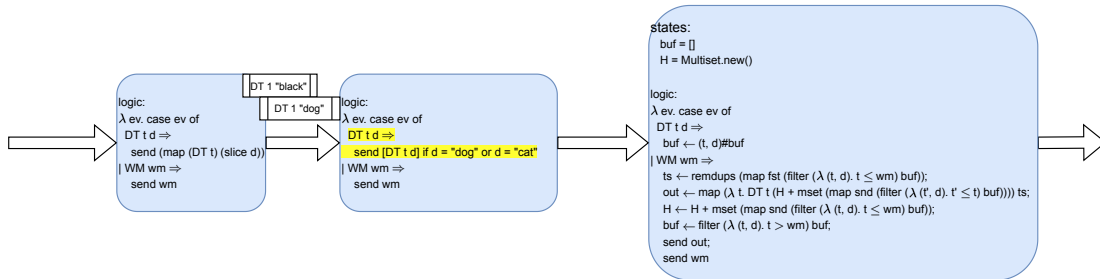 logic:
λ ev. case ev of
DT t d ⇒
send (map (DT t) (slice d))
| WM wm ⇒
send wm
DT 1 "black"
DT 1 "dog"
logic:
λ ev. case ev of
DT t d ⇒
send [DT t d] if d = "dog" or d = "cat"
| WM wm ⇒
send wm
states:
buf = []
H = Multiset.new()
logic:
λ ev. case ev of
DT t d ⇒
buf ← (t, d)#buf
| WM wm ⇒
ts ← remdups (map fst (filter (λ (t, d). t ≤ wm) buf));
out ← map (λ t. DT t (H + mset (map snd (filter (λ (t', d). t' ≤ t) buf)))) ts;
H ← H + mset (map snd (filter (λ (t, d). t ≤ wm) buf));
buf ← filter (λ (t, d). t > wm) buf;
send out;
send wm